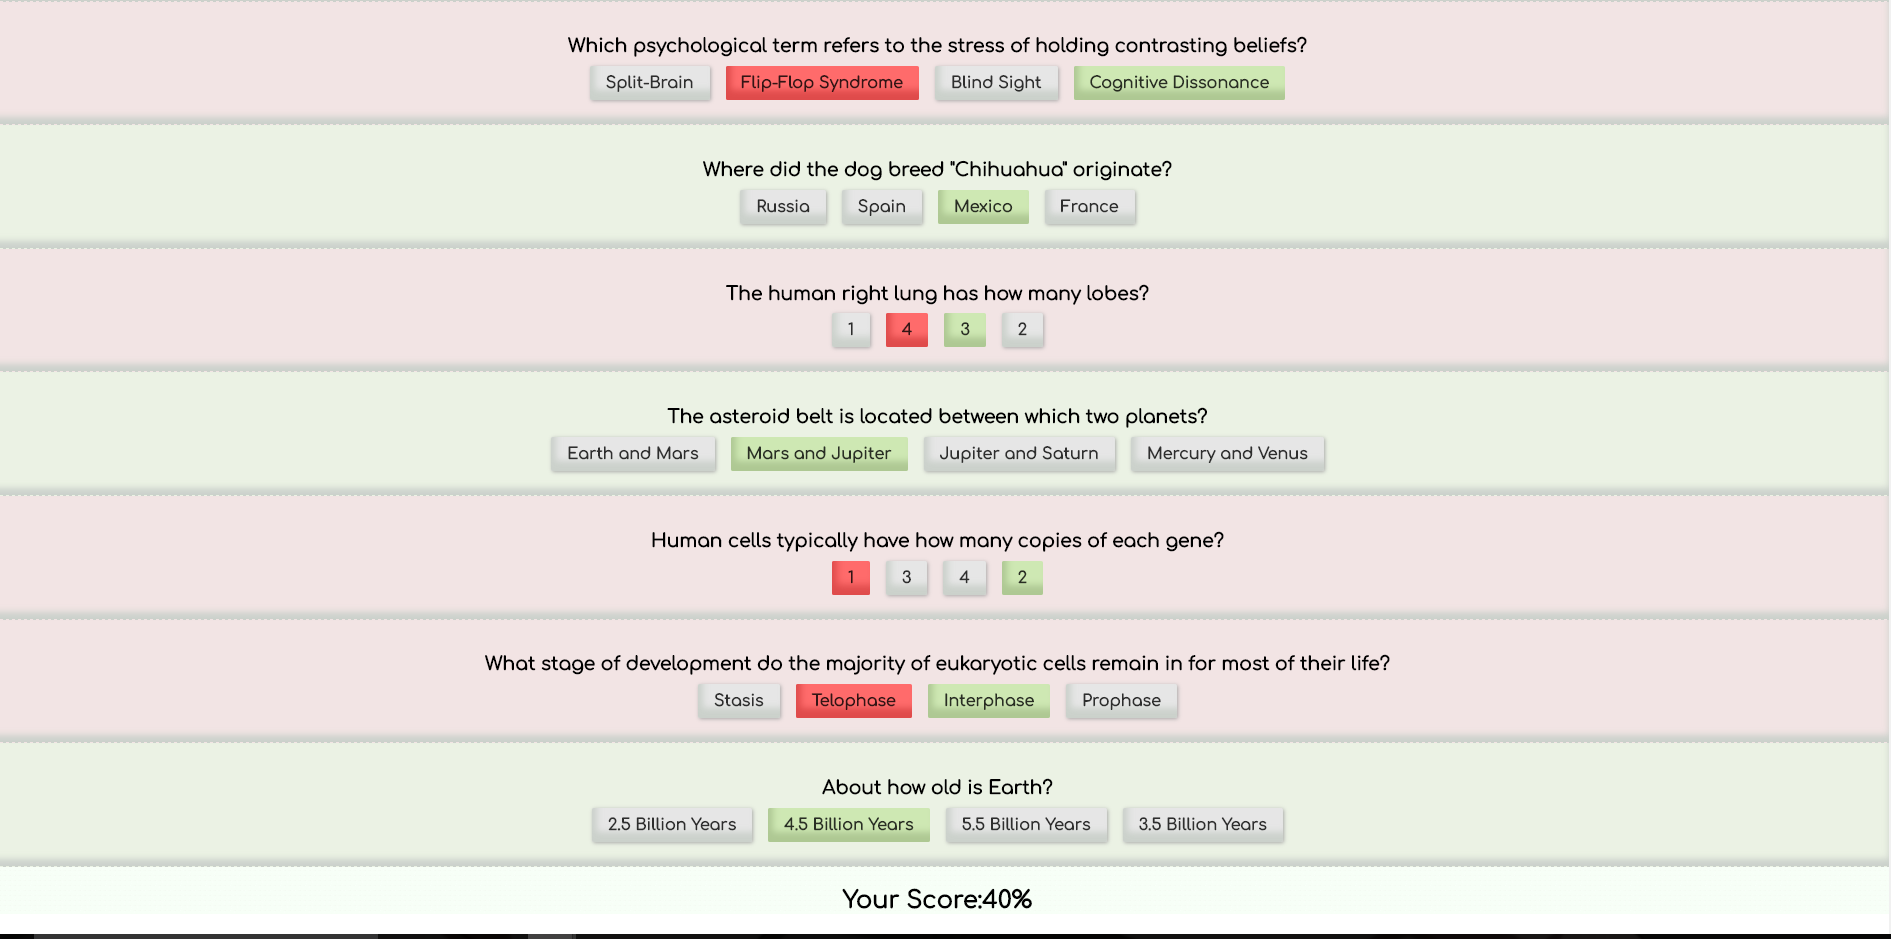 Which psychological term refers to the stress of holding contrasting beliefs?
Split-Brain Flip-Flop Syndrome Blind Sight Cognitive Dissonance
Where did the dog breed "Chihuahua" originate?
Russia Spain Mexico France
The human right lung has how many lobes?
1 4 3 2
The asteroid belt is located between which two planets?
Earth and Mars Mars and Jupiter Jupiter and Saturn Mercury and Venus
Human cells typically have how many copies of each gene?
1 3 4 2
What stage of development do the majority of eukaryotic cells remain in for most of their life?
Stasis Telophase Interphase Prophase
About how old is Earth?
2.5 Billion Years 4.5 Billion Years 5.5 Billion Years 3.5 Billion Years
Your Score:40%